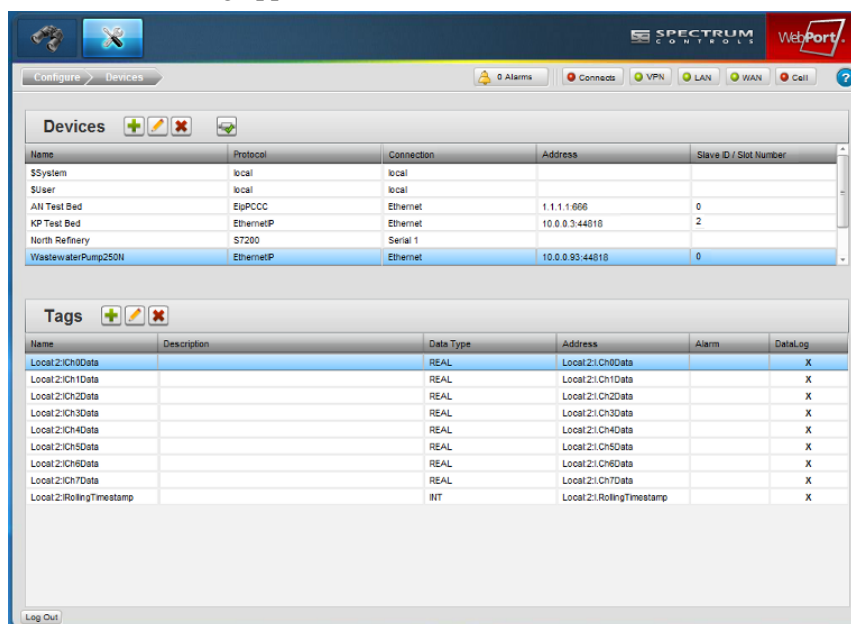 SPECTRUM
CONTROLS
WebPort.
Configure Devices 0 Alarms Connects VPN LAN WAN Cell ?
Devices
Name Protocol Connection Address Slave ID / Slot Number
$System local local
$User local local
AN Test Bed EipPCCC Ethernet 1.1.1.1:666 0
KP Test Bed EthernetIP Ethernet 10.0.0.3:44818 2
North Refinery S7200 Serial 1
WastewaterPump250N EthernetIP Ethernet 10.0.0.93:44818 0
Tags
Name Description Data Type Address Alarm DataLog
Local:2:ICh0Data REAL Local:2:I.Ch0Data X
Local:2:ICh1Data REAL Local:2:I.Ch1Data X
Local:2:ICh2Data REAL Local:2:I.Ch2Data X
Local:2:ICh3Data REAL Local:2:I.Ch3Data X
Local:2:ICh4Data REAL Local:2:I.Ch4Data X
Local:2:ICh5Data REAL Local:2:I.Ch5Data X
Local:2:ICh6Data REAL Local:2:I.Ch6Data X
Local:2:ICh7Data REAL Local:2:I.Ch7Data X
Local:2:IRollingTimestamp INT Local:2:I.RollingTimestamp X
Log Out